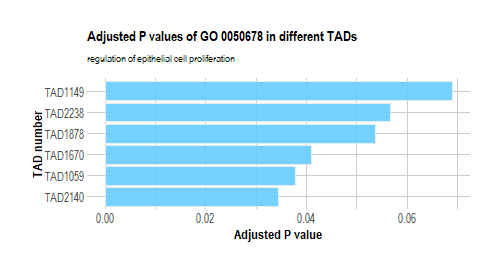 Adjusted P values of GO 0050678 in different TADs
regulation of epithelial cell proliferation
TAD1149
TAD2238
TAD1878
TAD1670
TAD1059
TAD2140
TAD number
0.00 0.02 0.04 0.06
Adjusted P value